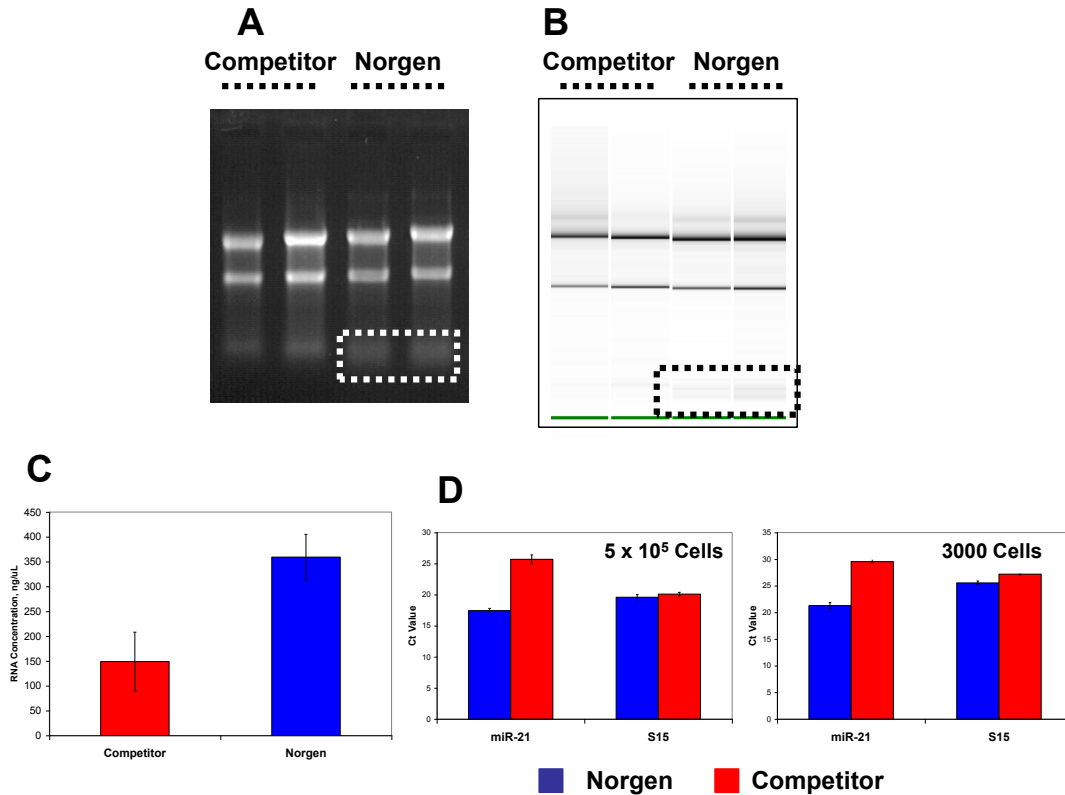 A
Competitor Norgen
B
Competitor Norgen
C
RNA Concentration, ng/uL
450
400
350
300
250
200
150
100
50
0
Competitor Norgen
D
Ct Value
30
25
20
15
10
5
0
5 x 10⁵ Cells
miR-21 S15
Ct Value
35
30
25
20
15
10
5
0
3000 Cells
miR-21 S15
Norgen Competitor